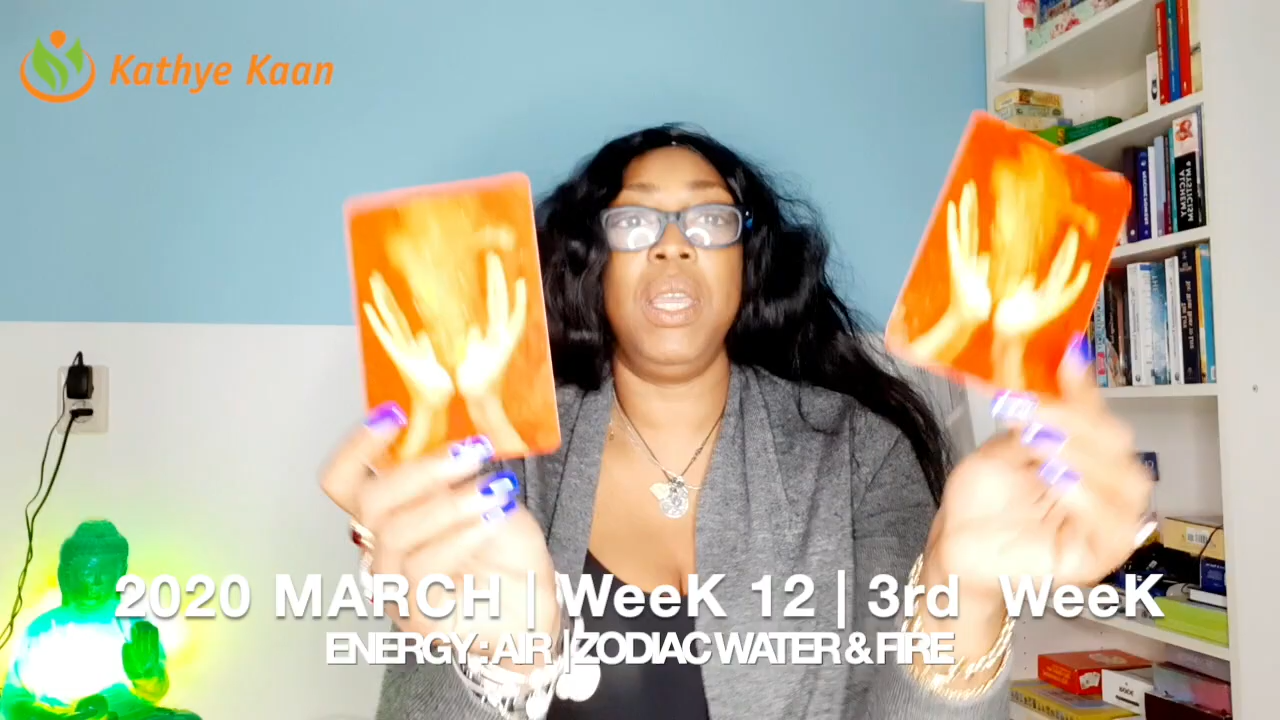 Kathye Kaan
2020 MARCH | WeeK 12 | 3rd WeeK
ENERGY : AIR | ZODIAC WATER & FIRE